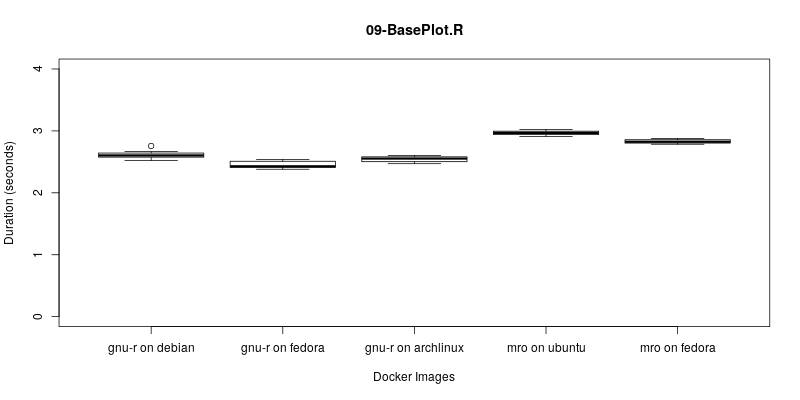 09-BasePlot.R
Duration (seconds)
4
3
2
1
0
gnu-r on debian
gnu-r on fedora
gnu-r on archlinux
mro on ubuntu
mro on fedora
Docker Images